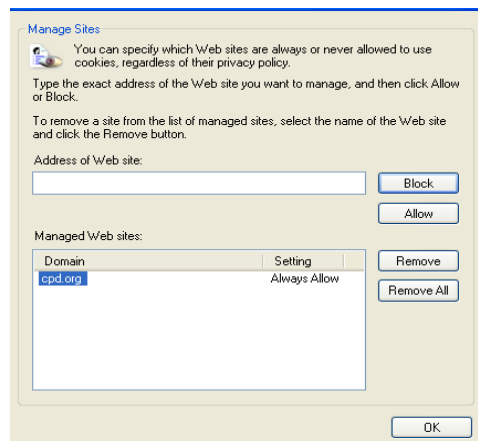 Manage Sites
You can specify which Web sites are always or never allowed to use
cookies, regardless of their privacy policy.
Type the exact address of the Web site you want to manage, and then click Allow
or Block.
To remove a site from the list of managed sites, select the name of the Web site
and click the Remove button.
Address of Web site:
Block
Allow
Managed Web sites:
Domain Setting
cpd.org Always Allow
Remove
Remove All
OK